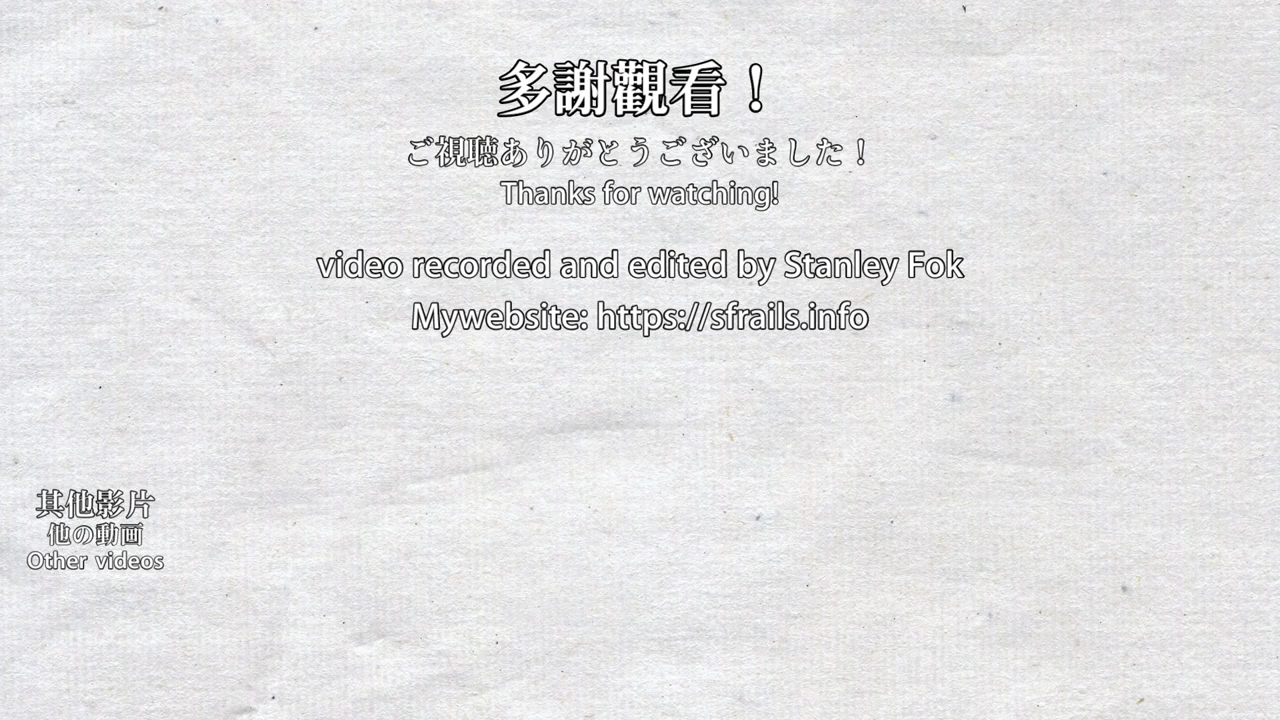 多謝觀看！
ご視聴ありがとうございました！
Thanks for watching!
video recorded and edited by Stanley Fok
Mywebsite: https://sfrails.info
其他影片
他の動画
Other videos